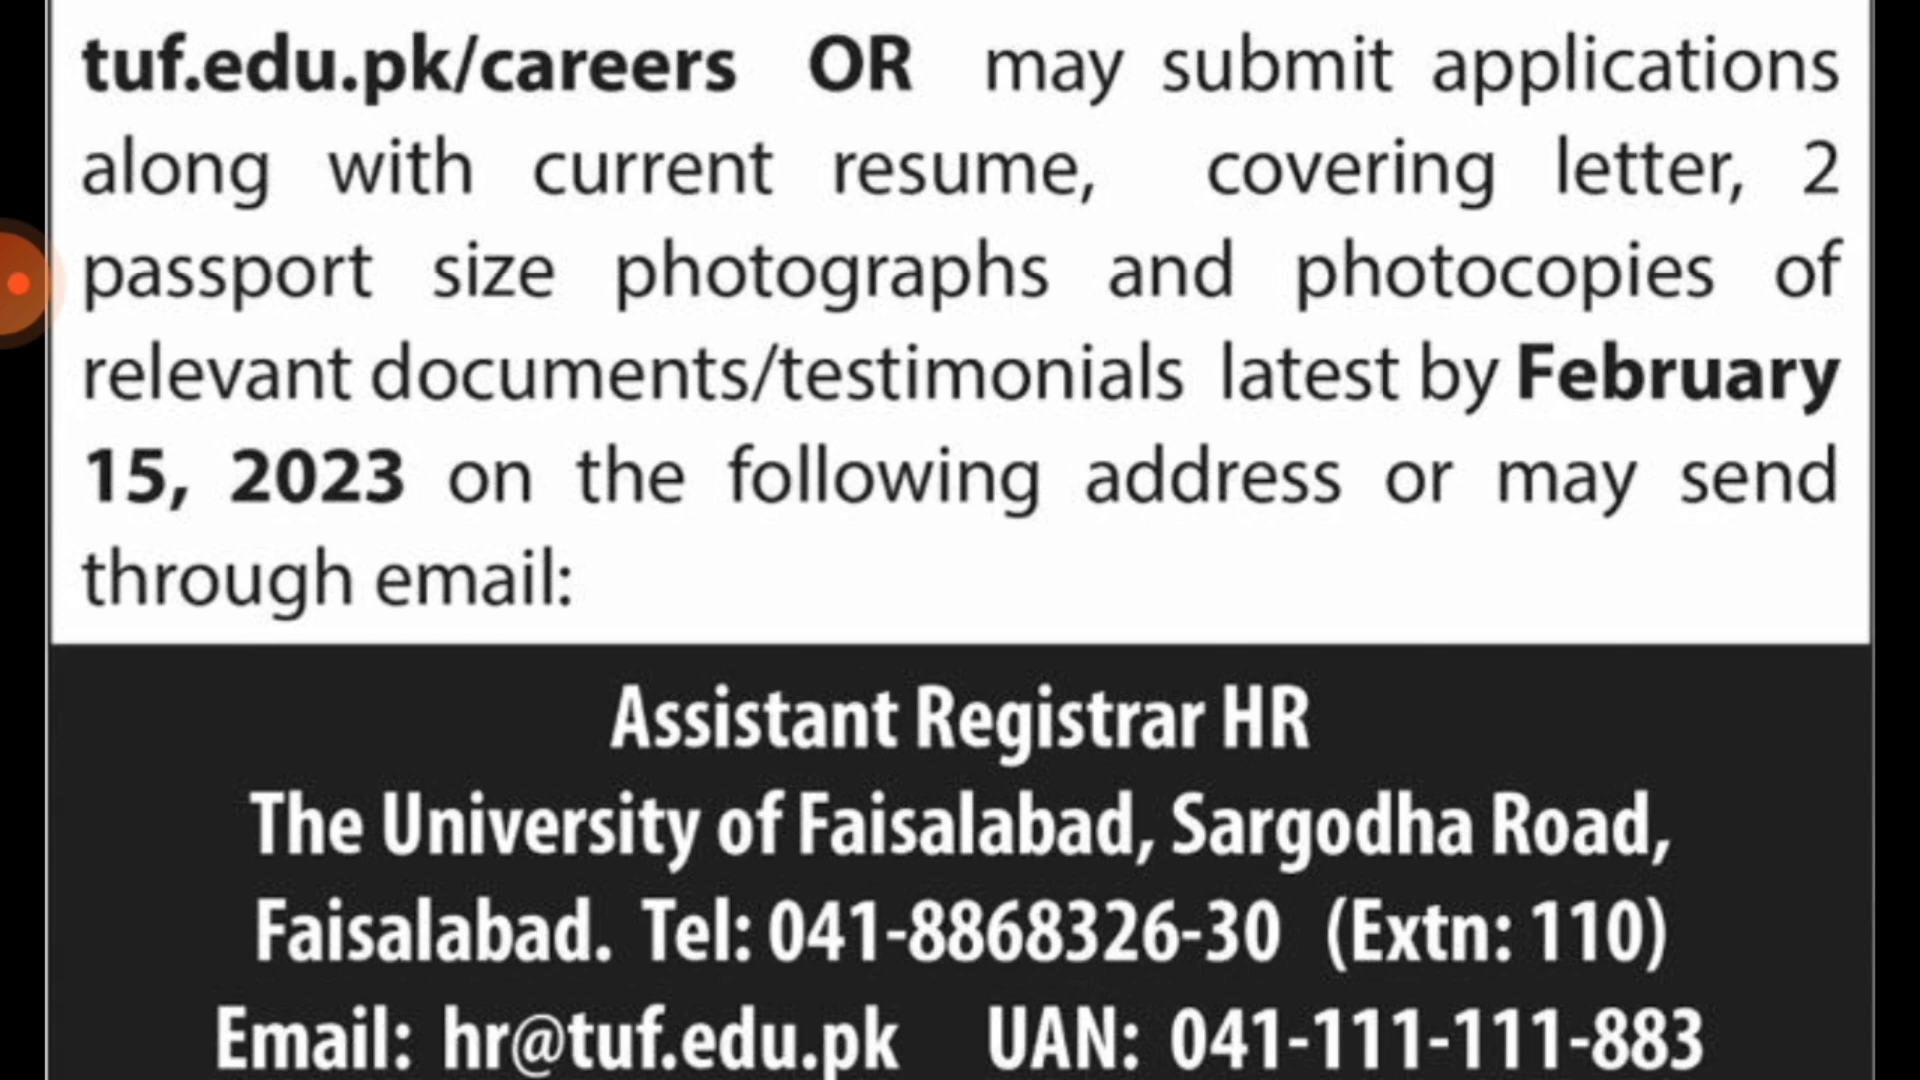 tuf.edu.pk/careers OR may submit applications
along with current resume, covering letter, 2
passport size photographs and photocopies of
relevant documents/testimonials latest by February
15, 2023 on the following address or may send
through email:
Assistant Registrar HR
The University of Faisalabad, Sargodha Road,
Faisalabad. Tel: 041-8868326-30 (Extn: 110)
Email: hr@tuf.edu.pk UAN: 041-111-111-883